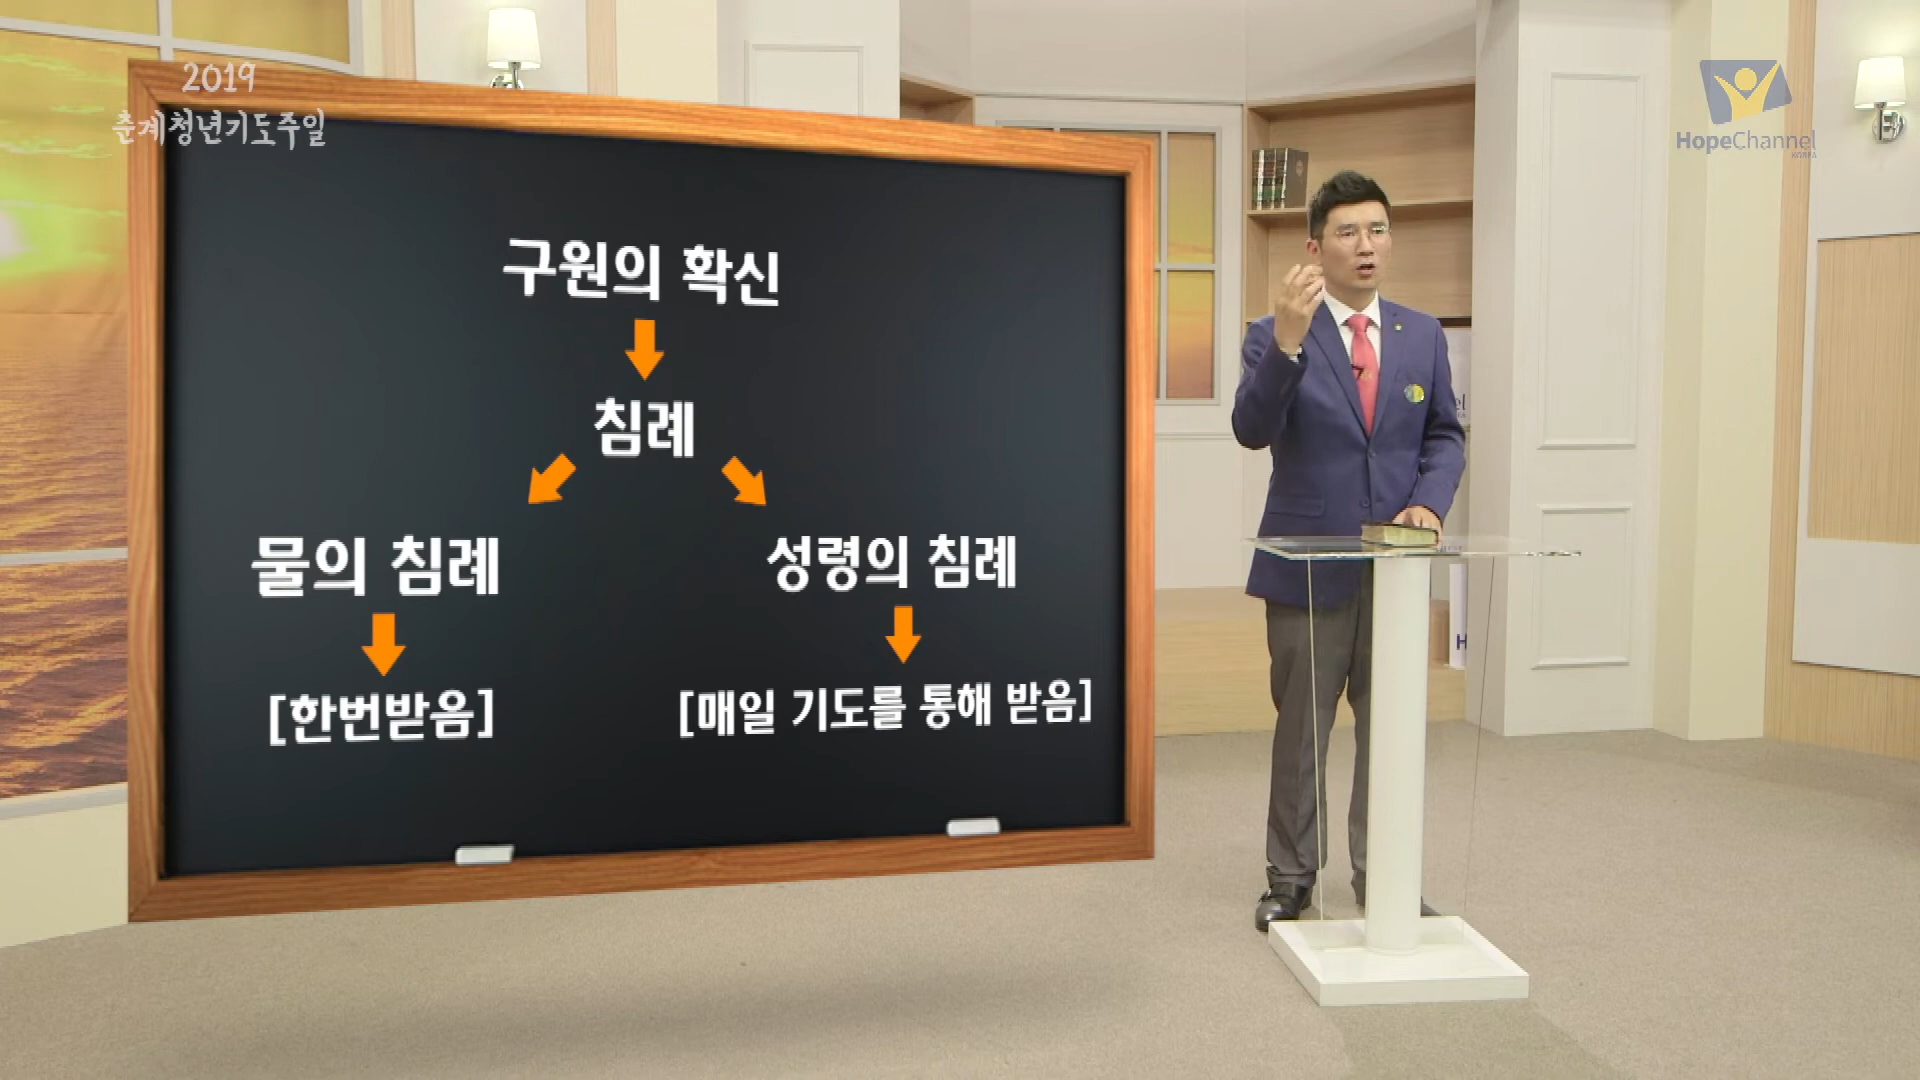 2019
춘계청년기도주일
HopeChannel
KOREA
구원의 확신
침례
물의 침례
성령의 침례
[한번받음]
[매일 기도를 통해 받음]